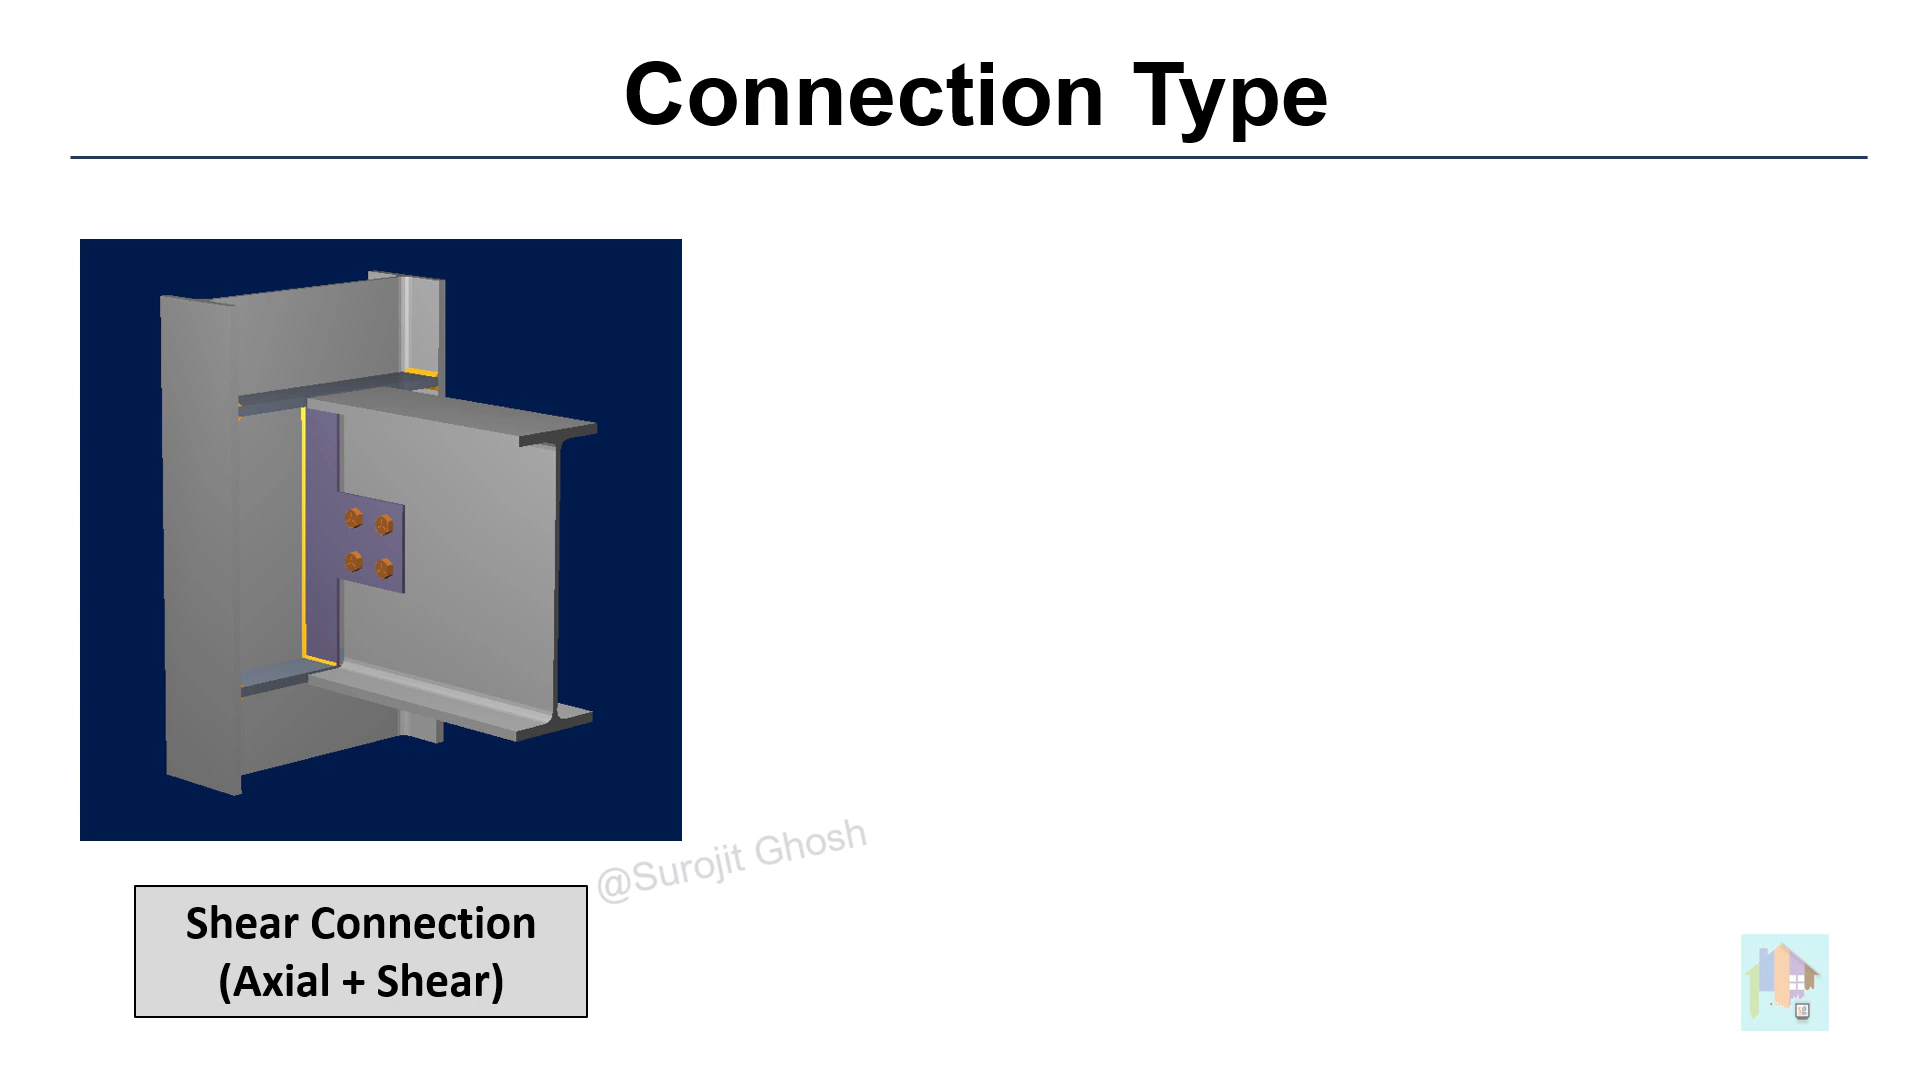 Connection Type
@Surojit Ghosh
Shear Connection
(Axial + Shear)